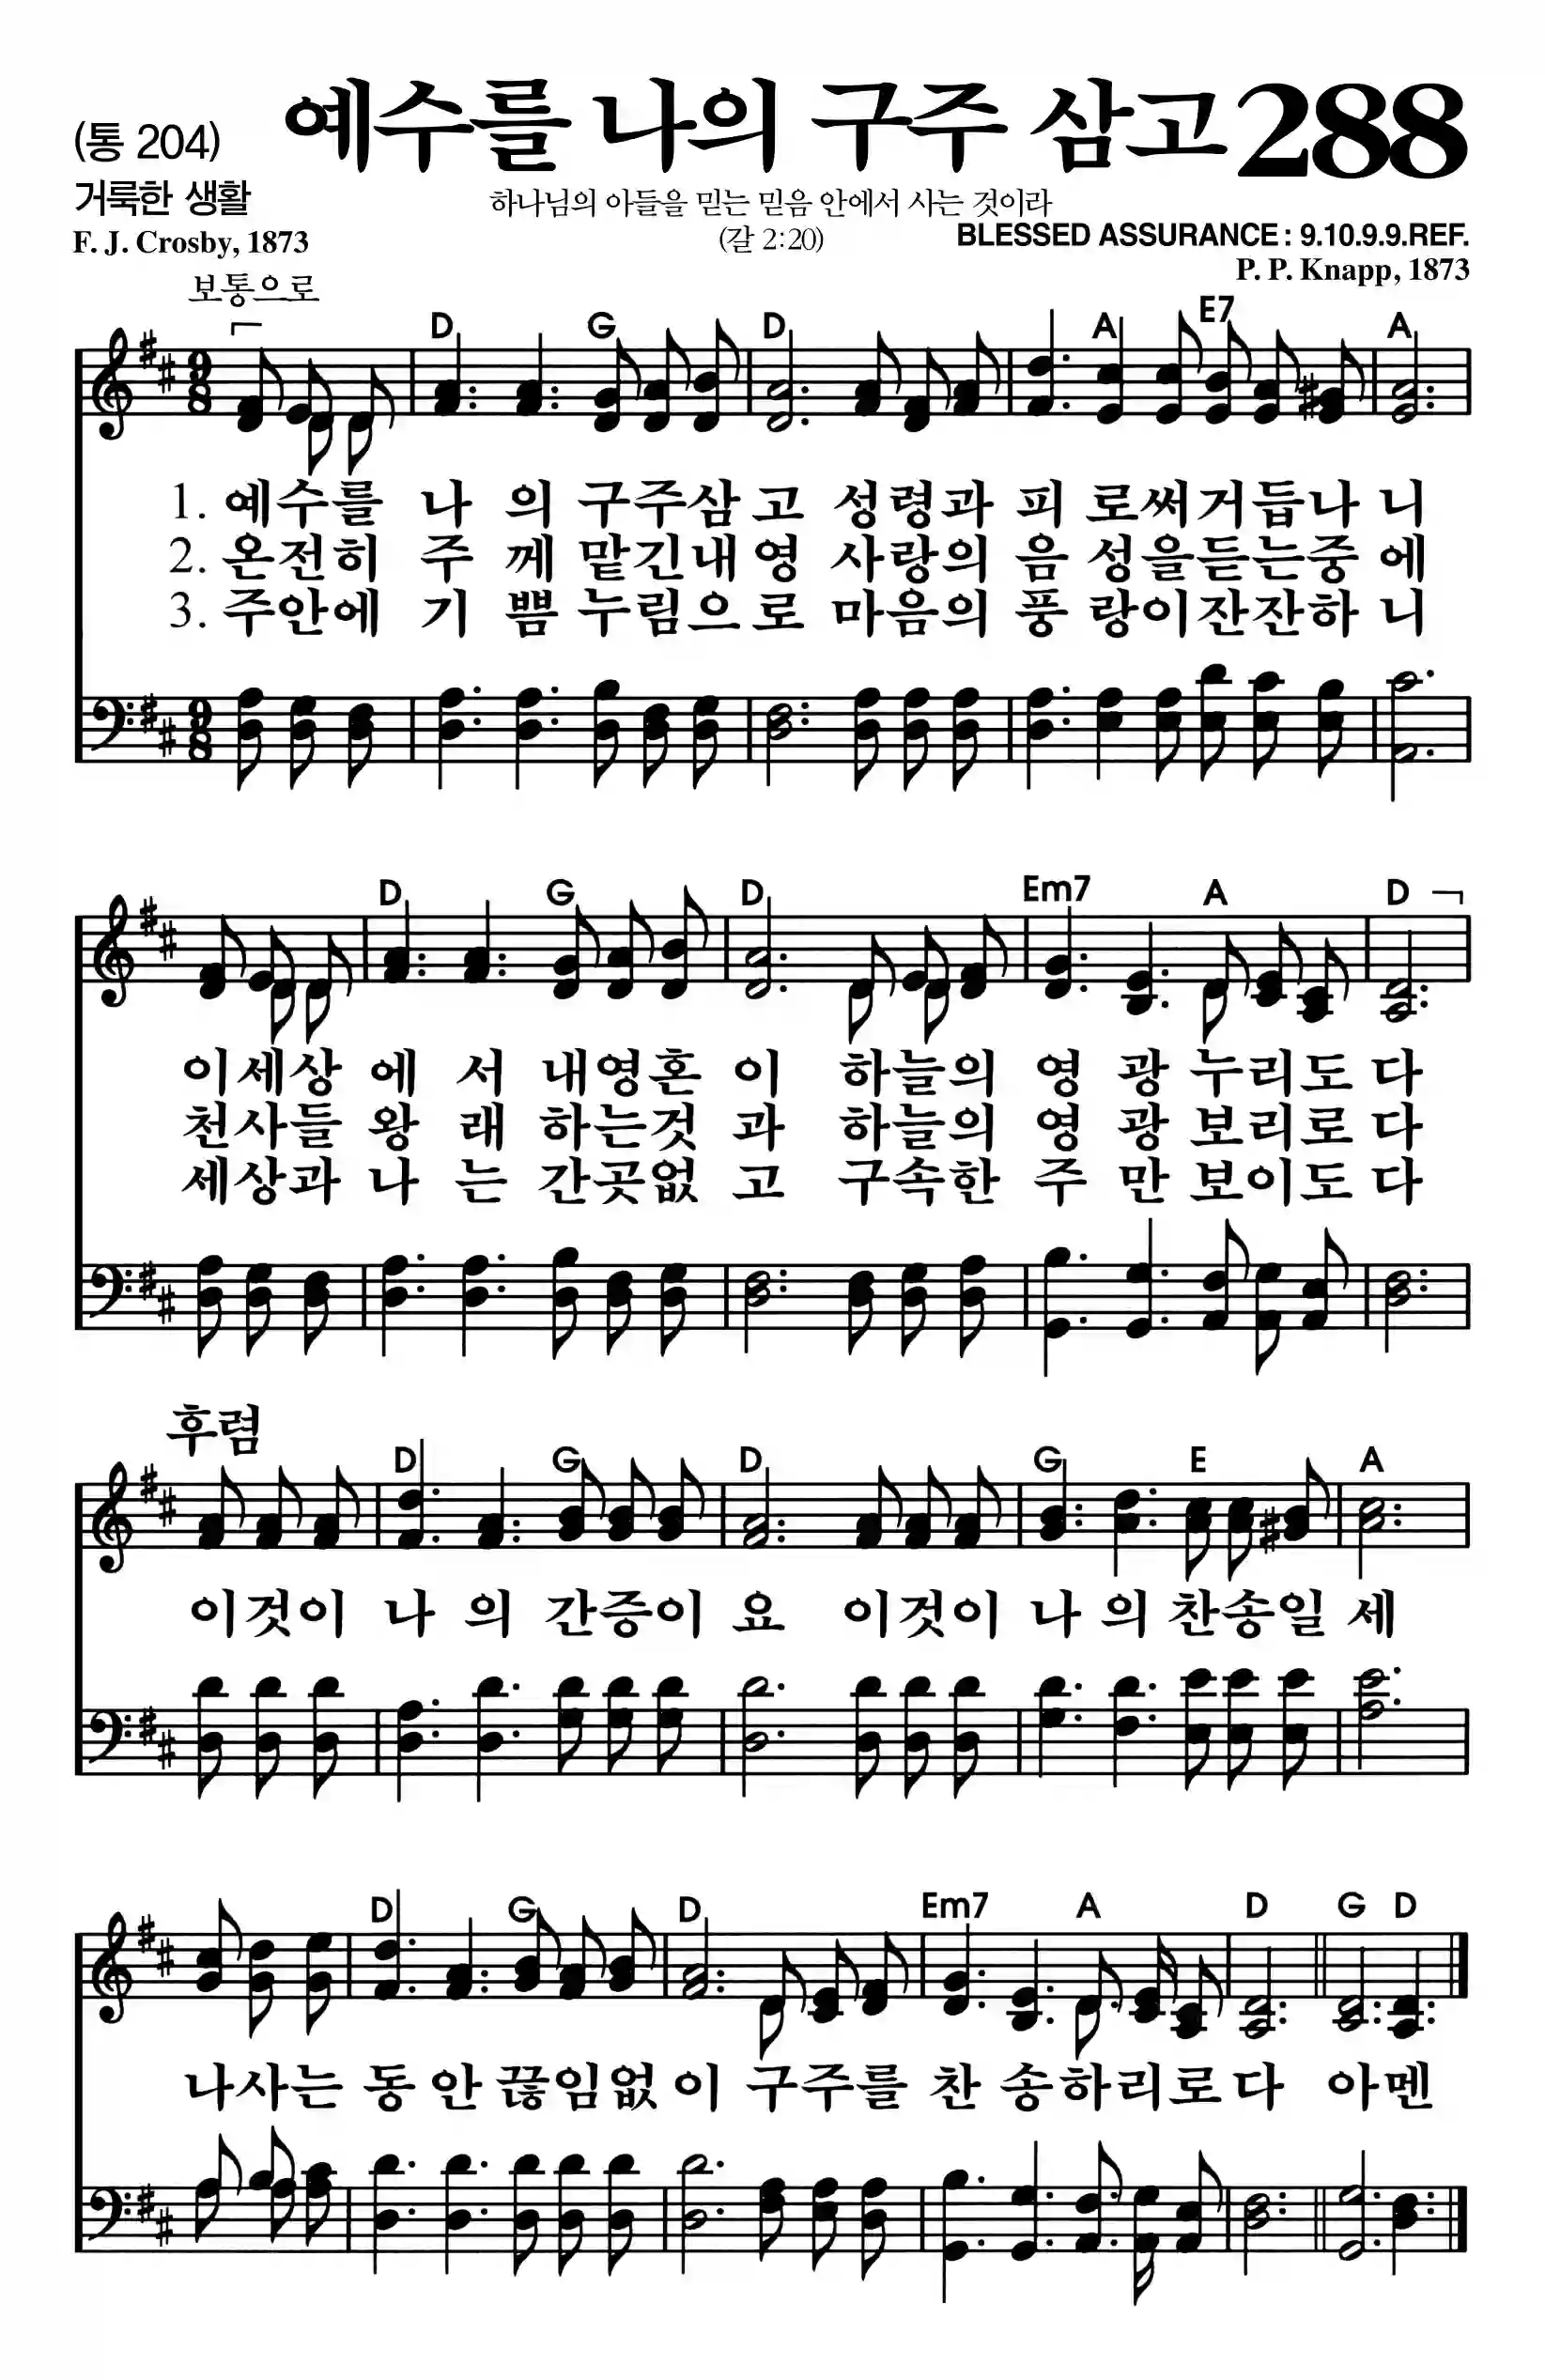 (통 204) 예수를 나의 구주 삼고 288
거룩한 생활
하나님의 아들을 믿는 믿음 안에서 사는 것이라
F. J. Crosby, 1873
(갈 2:20)
BLESSED ASSURANCE : 9.10.9.9.REF.
P. P. Knapp, 1873
보통으로
D G D A E7 A
9 8
1. 예수를 나 의 구주삼 고 성령과 피 로써거듭나 니
2. 온전히 주 께 맡긴내 영 사랑의 음 성을듣는중 에
3. 주안에 기 쁨 누림으 로 마음의 풍 랑이잔잔하 니
9 8
D G D Em7 A D
이세상 에 서 내영혼 이 하늘의 영 광 누리도 다
천사들 왕 래 하는것 과 하늘의 영 광 보리로 다
세상과 나 는 간곳없 고 구속한 주 만 보이도 다
후렴
D G D G E A
이것이 나 의 간증이 요 이것이 나 의 찬송일 세
D G D Em7 A D G D
나사는 동 안 끊임없 이 구주를 찬 송하리로 다 아멘